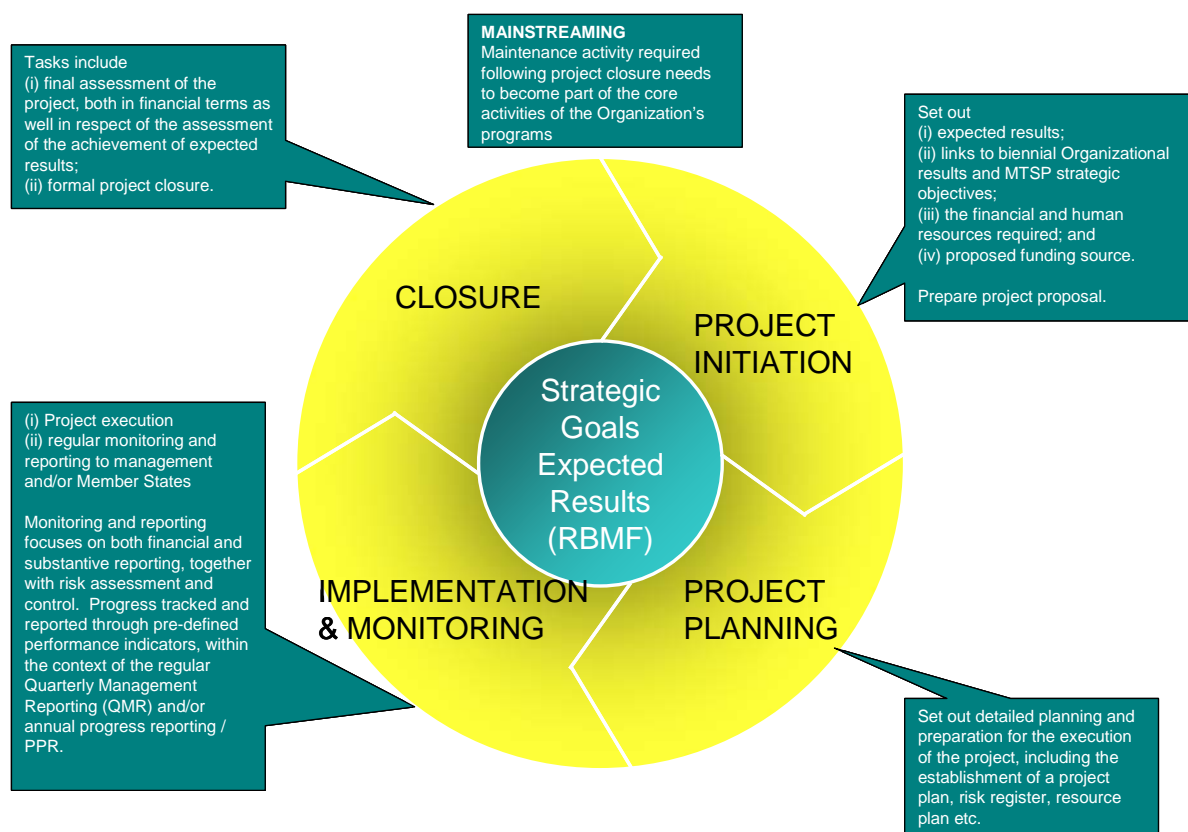 MAINSTREAMING
Maintenance activity required
following project closure needs
to become part of the core
activities of the Organization's
programs
Tasks include
(i) final assessment of the
project, both in financial terms as
well in respect of the assessment
of the achievement of expected
results;
(ii) formal project closure.
Set out
(i) expected results;
(ii) links to biennial Organizational
results and MTSP strategic
objectives;
(iii) the financial and human
resources required; and
(iv) proposed funding source.
Prepare project proposal.
CLOSURE
PROJECT
INITIATION
Strategic
Goals
Expected
Results
(RBMF)
(i) Project execution
(ii) regular monitoring and
reporting to management
and/or Member States
Monitoring and reporting
focuses on both financial and
substantive reporting, together
with risk assessment and
control.  Progress tracked and
reported through pre-defined
performance indicators, within
the context of the regular
Quarterly Management
Reporting (QMR) and/or
annual progress reporting /
PPR.
IMPLEMENTATION
& MONITORING
PROJECT
PLANNING
Set out detailed planning and
preparation for the execution
of the project, including the
establishment of a project
plan, risk register, resource
plan etc.